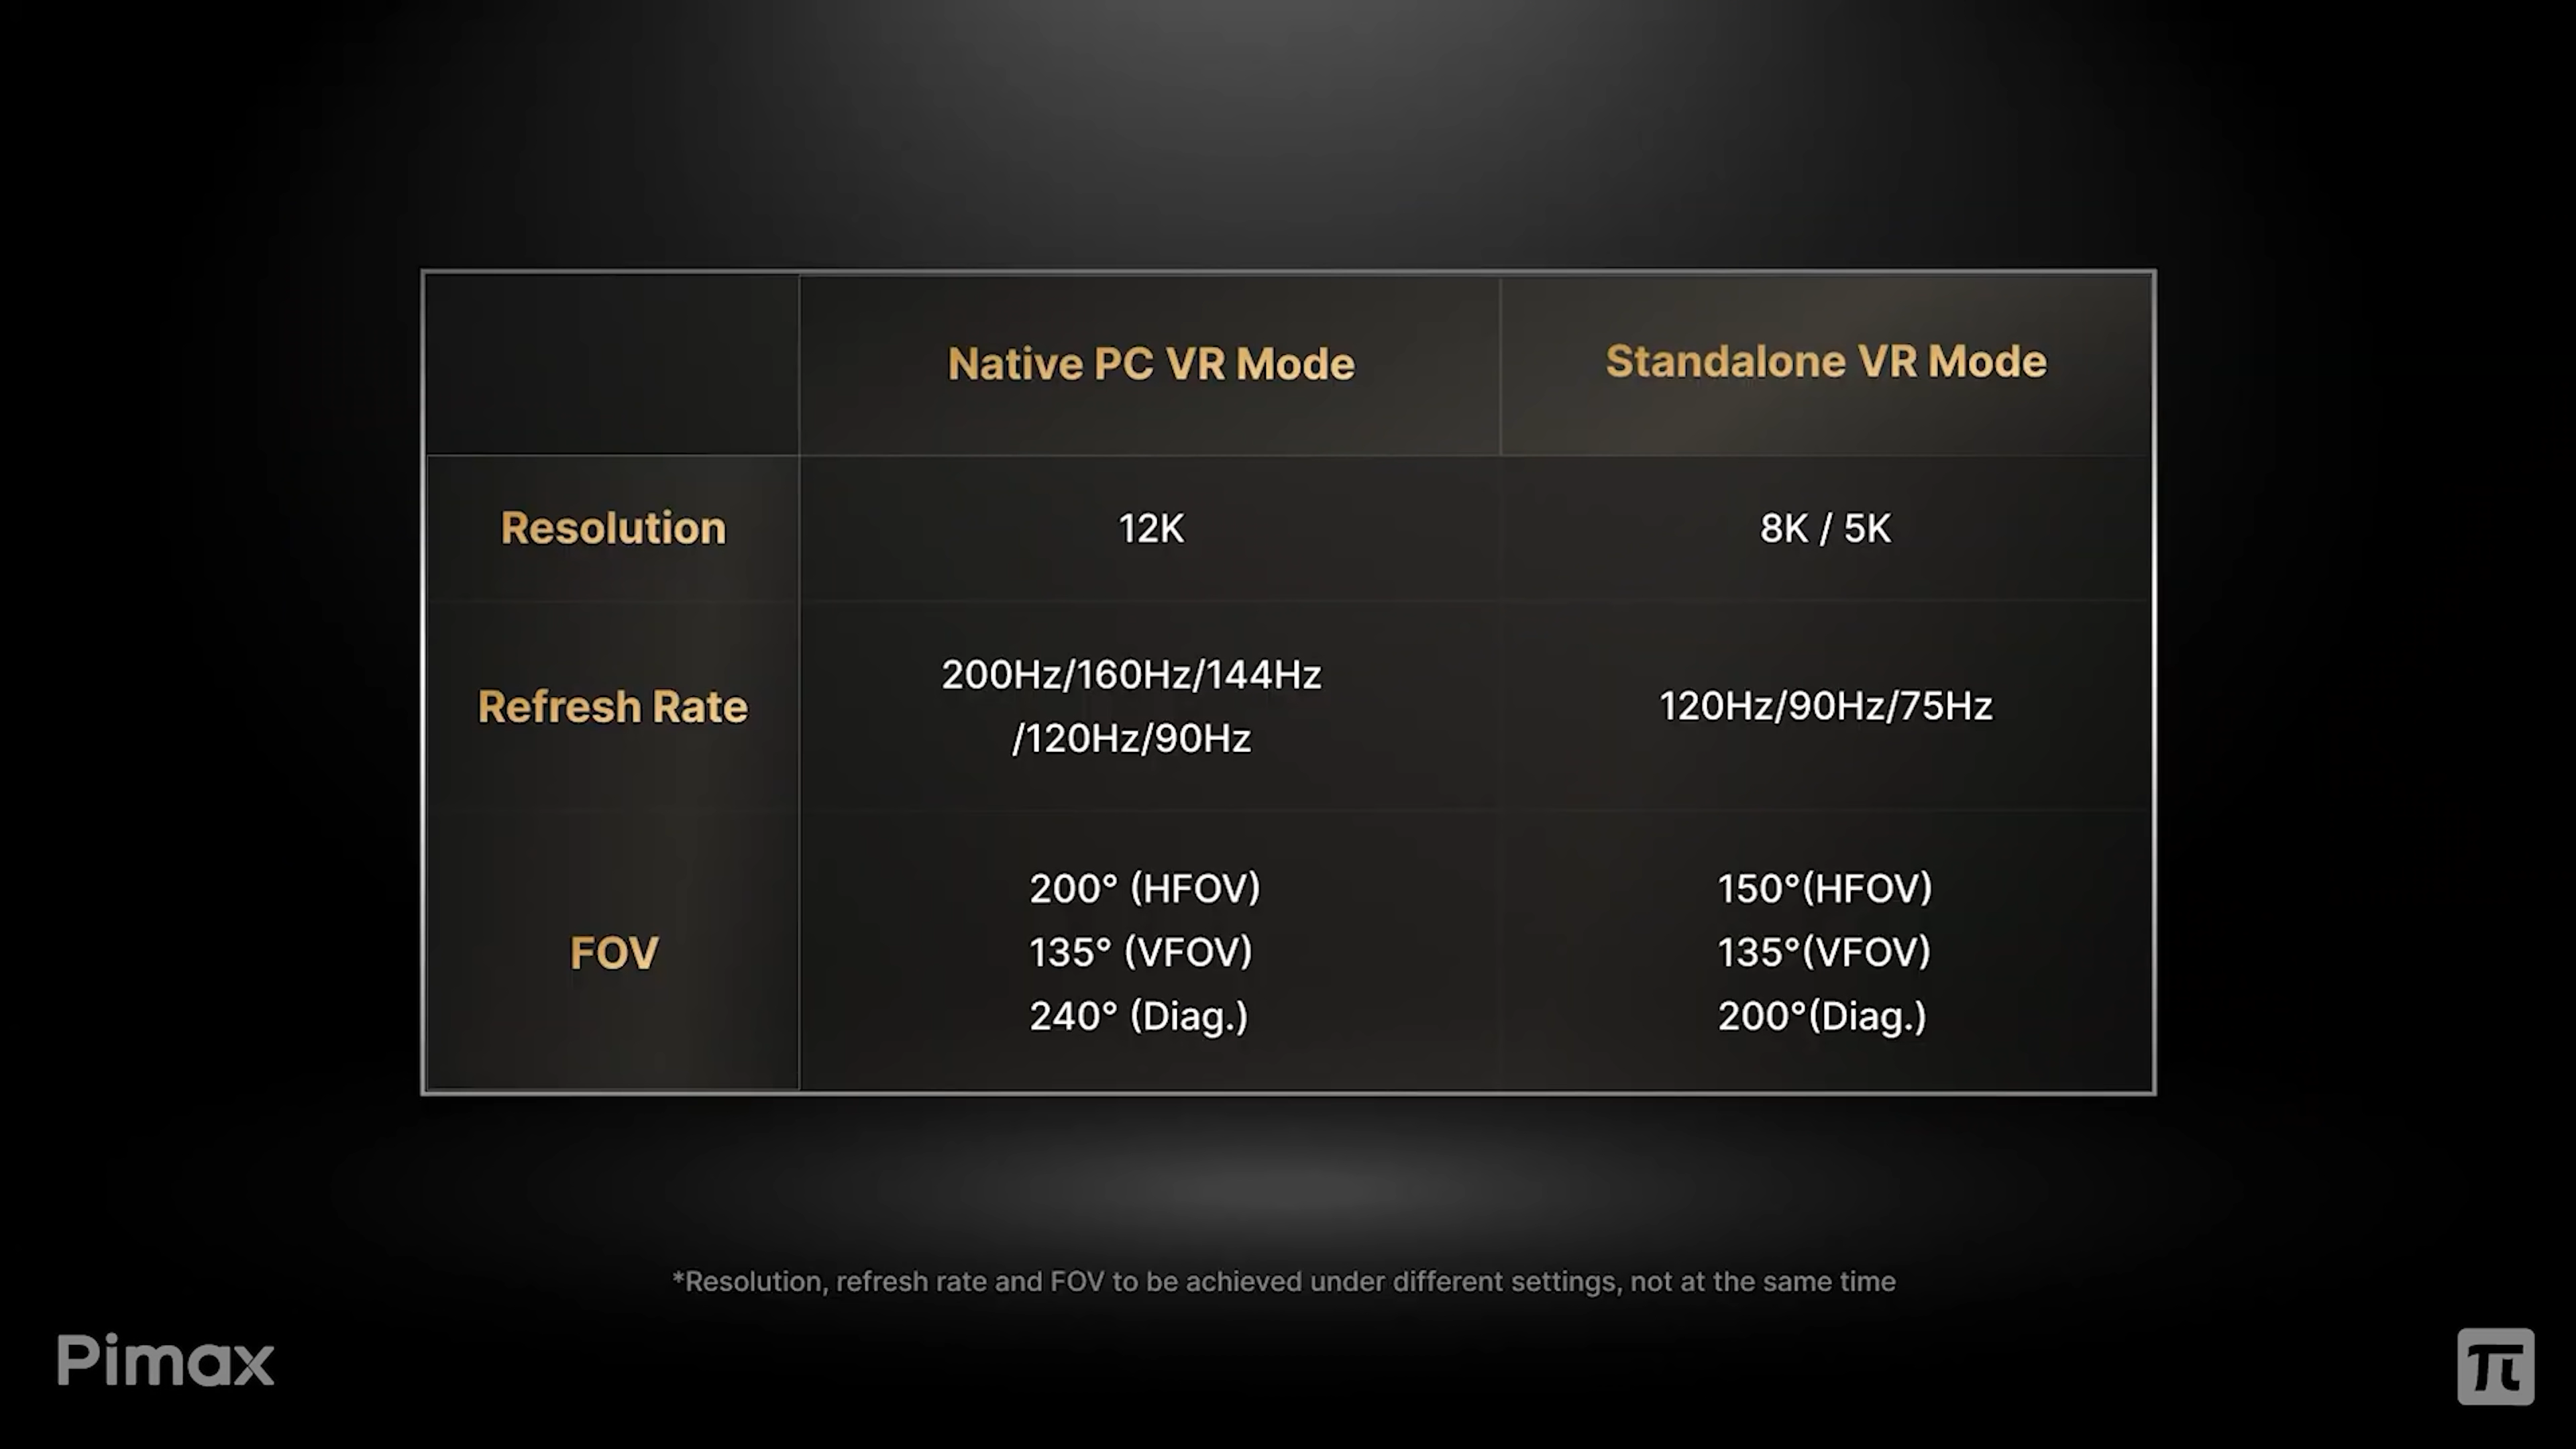 Native PC VR Mode
Standalone VR Mode
Resolution
12K
8K / 5K
Refresh Rate
200Hz/160Hz/144Hz
/120Hz/90Hz
120Hz/90Hz/75Hz
FOV
200° (HFOV)
135° (VFOV)
240° (Diag.)
150°(HFOV)
135°(VFOV)
200°(Diag.)
*Resolution, refresh rate and FOV to be achieved under different settings, not at the same time
Pimax
π